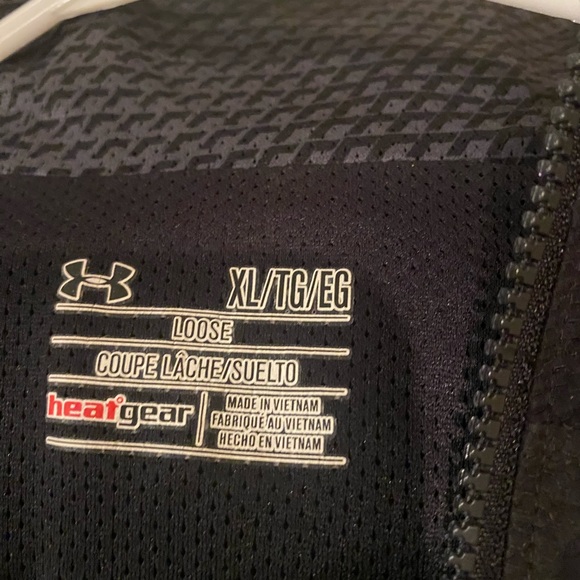 XL/TG/EG
LOOSE
COUPE LÂCHE/SUELTO
heatgear
MADE IN VIETNAM
FABRIQUÉ AU VIETNAM
HECHO EN VIETNAM